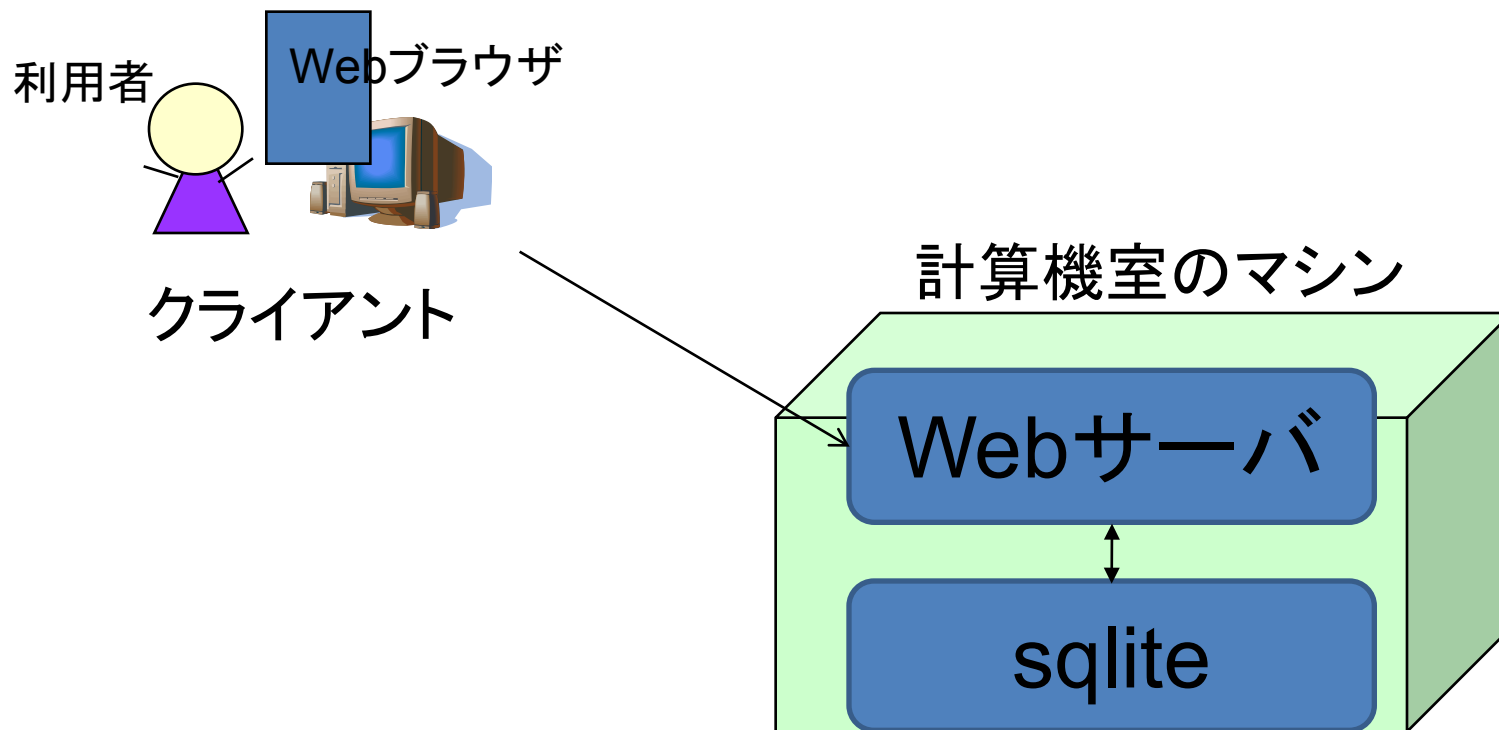 利用者
Webブラウザ
クライアント
計算機室のマシン
Webサーバ
sqlite